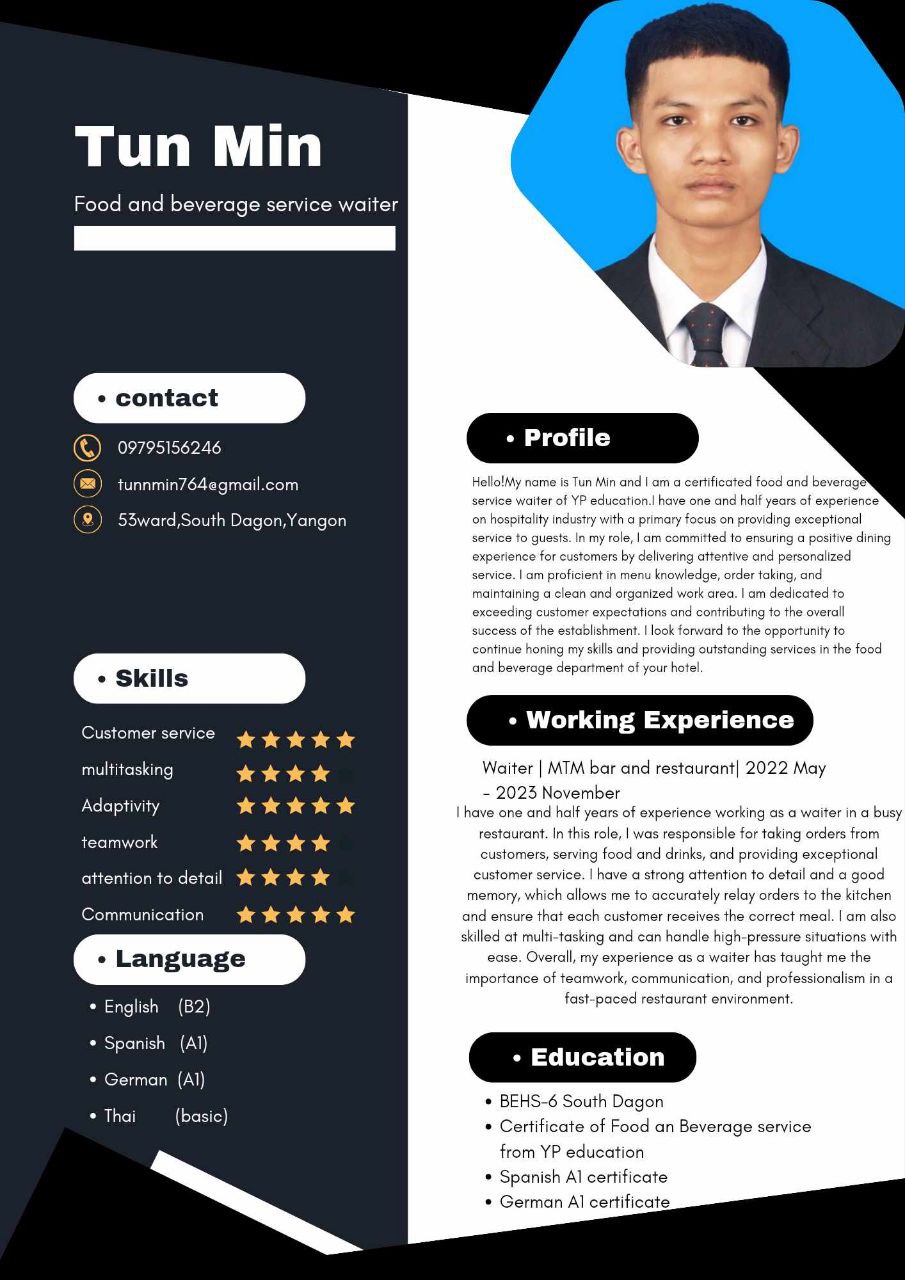 Tun Min
Food and beverage service waiter
• contact
09795156246
tunnmin764@gmail.com
53ward,South Dagon,Yangon
• Skills
Customer service
multitasking
Adaptivity
teamwork
attention to detail
Communication
• Language
• English (B2)
• Spanish (A1)
• German (A1)
• Thai (basic)
• Profile
Hello!My name is Tun Min and I am a certificated food and beverage
service waiter of YP education.I have one and half years of experience
on hospitality industry with a primary focus on providing exceptional
service to guests. In my role, I am committed to ensuring a positive dining
experience for customers by delivering attentive and personalized
service. I am proficient in menu knowledge, order taking, and
maintaining a clean and organized work area. I am dedicated to
exceeding customer expectations and contributing to the overall
success of the establishment. I look forward to the opportunity to
continue honing my skills and providing outstanding services in the food
and beverage department of your hotel.
• Working Experience
Waiter | MTM bar and restaurant| 2022 May
- 2023 November
I have one and half years of experience working as a waiter in a busy
restaurant. In this role, I was responsible for taking orders from
customers, serving food and drinks, and providing exceptional
customer service. I have a strong attention to detail and a good
memory, which allows me to accurately relay orders to the kitchen
and ensure that each customer receives the correct meal. I am also
skilled at multi-tasking and can handle high-pressure situations with
ease. Overall, my experience as a waiter has taught me the
importance of teamwork, communication, and professionalism in a
fast-paced restaurant environment.
• Education
• BEHS-6 South Dagon
• Certificate of Food an Beverage service
from YP education
• Spanish A1 certificate
• German A1 certificate